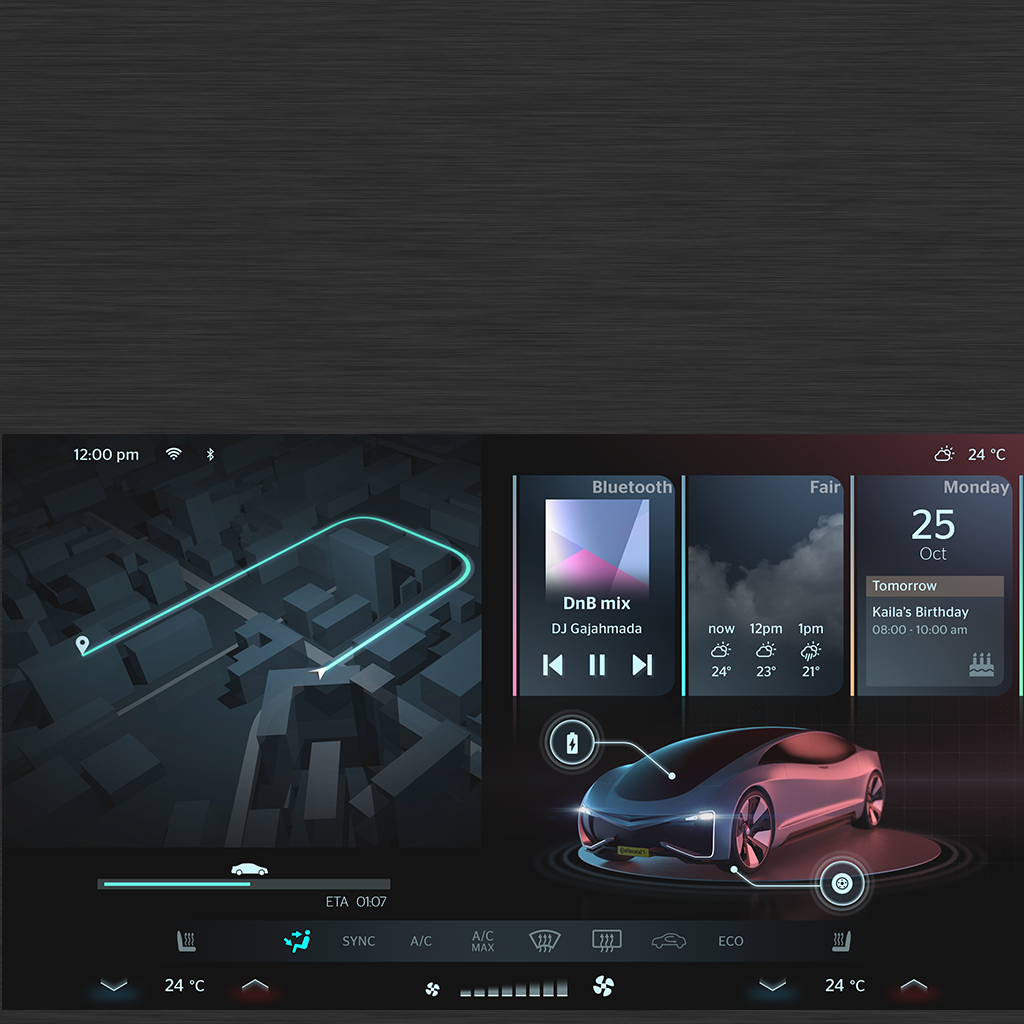 12:00 pm
24 °C
Bluetooth
DnB mix
DJ Gajahmada
Fair
now 12pm 1pm
24° 23° 21°
Monday
25
Oct
Tomorrow
Kaila's Birthday
08:00 - 10:00 am
ETA 01:07
SYNC
A/C
A/C
MAX
ECO
24 °C
24 °C